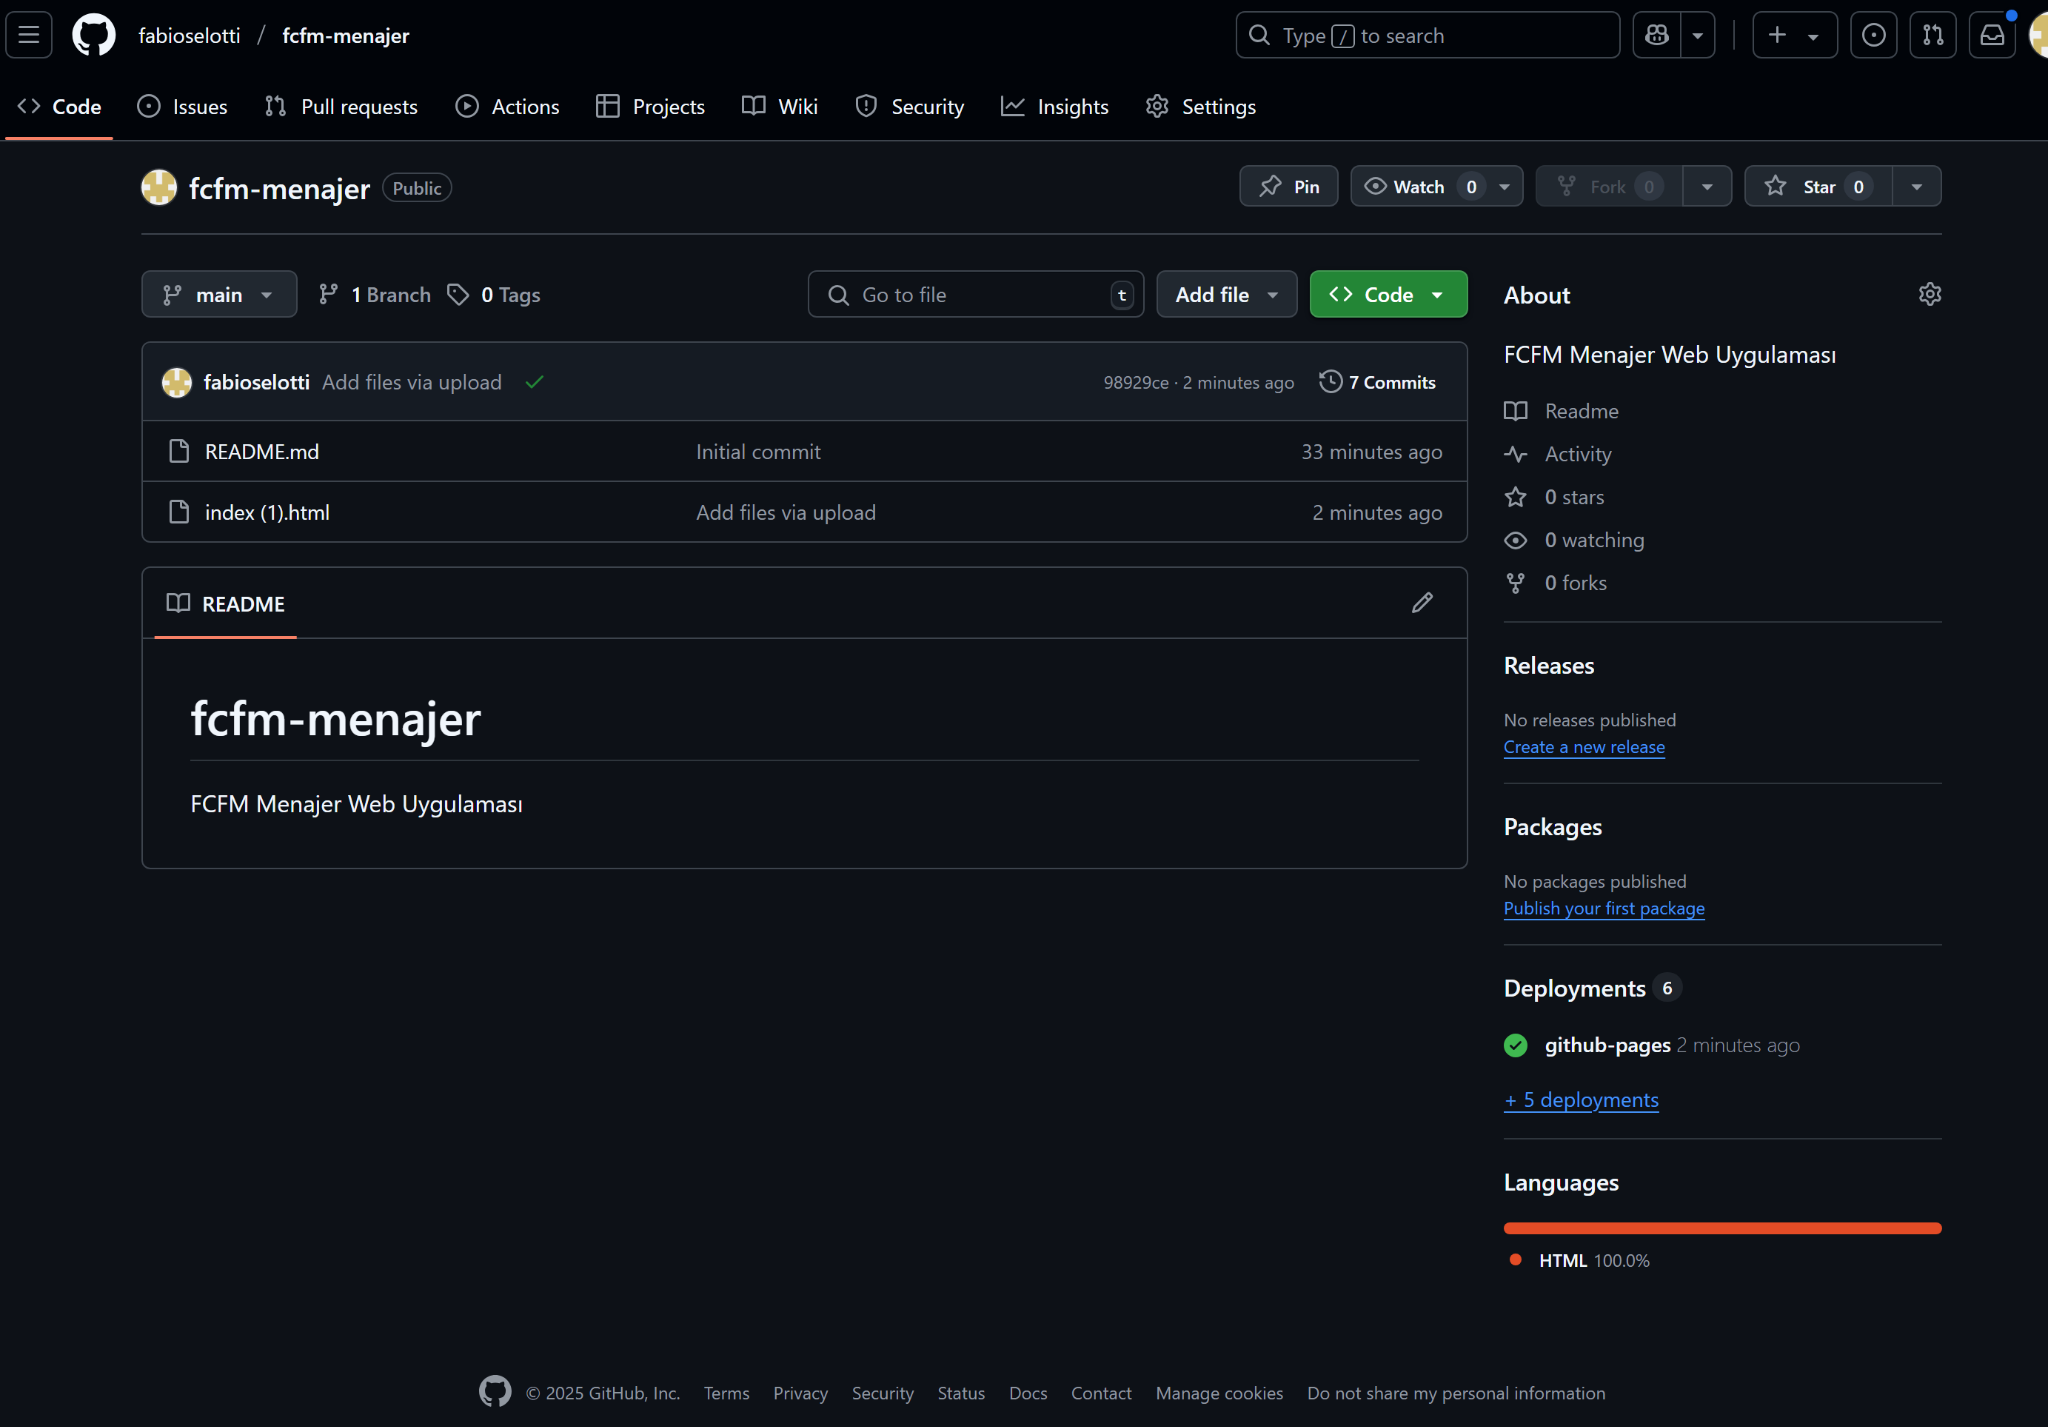 fabioselotti / fcfm-menajer
Type / to search
Code
Issues
Pull requests
Actions
Projects
Wiki
Security
Insights
Settings
fcfm-menajer Public
Pin
Watch 0
Fork 0
Star 0
main
1 Branch
0 Tags
Go to file t
Add file
Code
fabioselotti Add files via upload
98929ce · 2 minutes ago
7 Commits
README.md Initial commit 33 minutes ago
index (1).html Add files via upload 2 minutes ago
README
fcfm-menajer
FCFM Menajer Web Uygulaması
About
FCFM Menajer Web Uygulaması
Readme
Activity
0 stars
0 watching
0 forks
Releases
No releases published
Create a new release
Packages
No packages published
Publish your first package
Deployments 6
github-pages 2 minutes ago
+ 5 deployments
Languages
HTML 100.0%
© 2025 GitHub, Inc. Terms Privacy Security Status Docs Contact Manage cookies Do not share my personal information